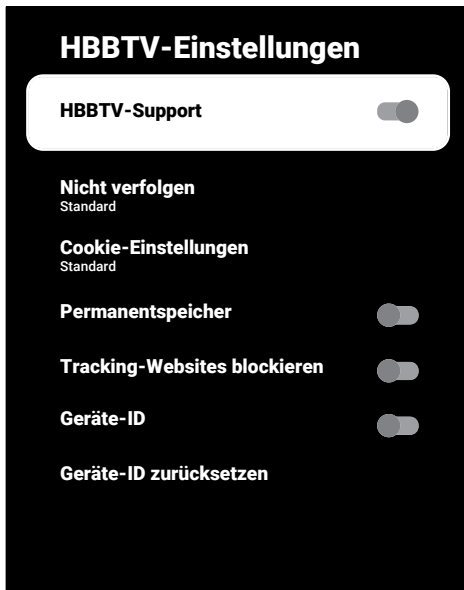 HBBTV-Einstellungen
HBBTV-Support
Nicht verfolgen
Standard
Cookie-Einstellungen
Standard
Permanentspeicher
Tracking-Websites blockieren
Geräte-ID
Geräte-ID zurücksetzen